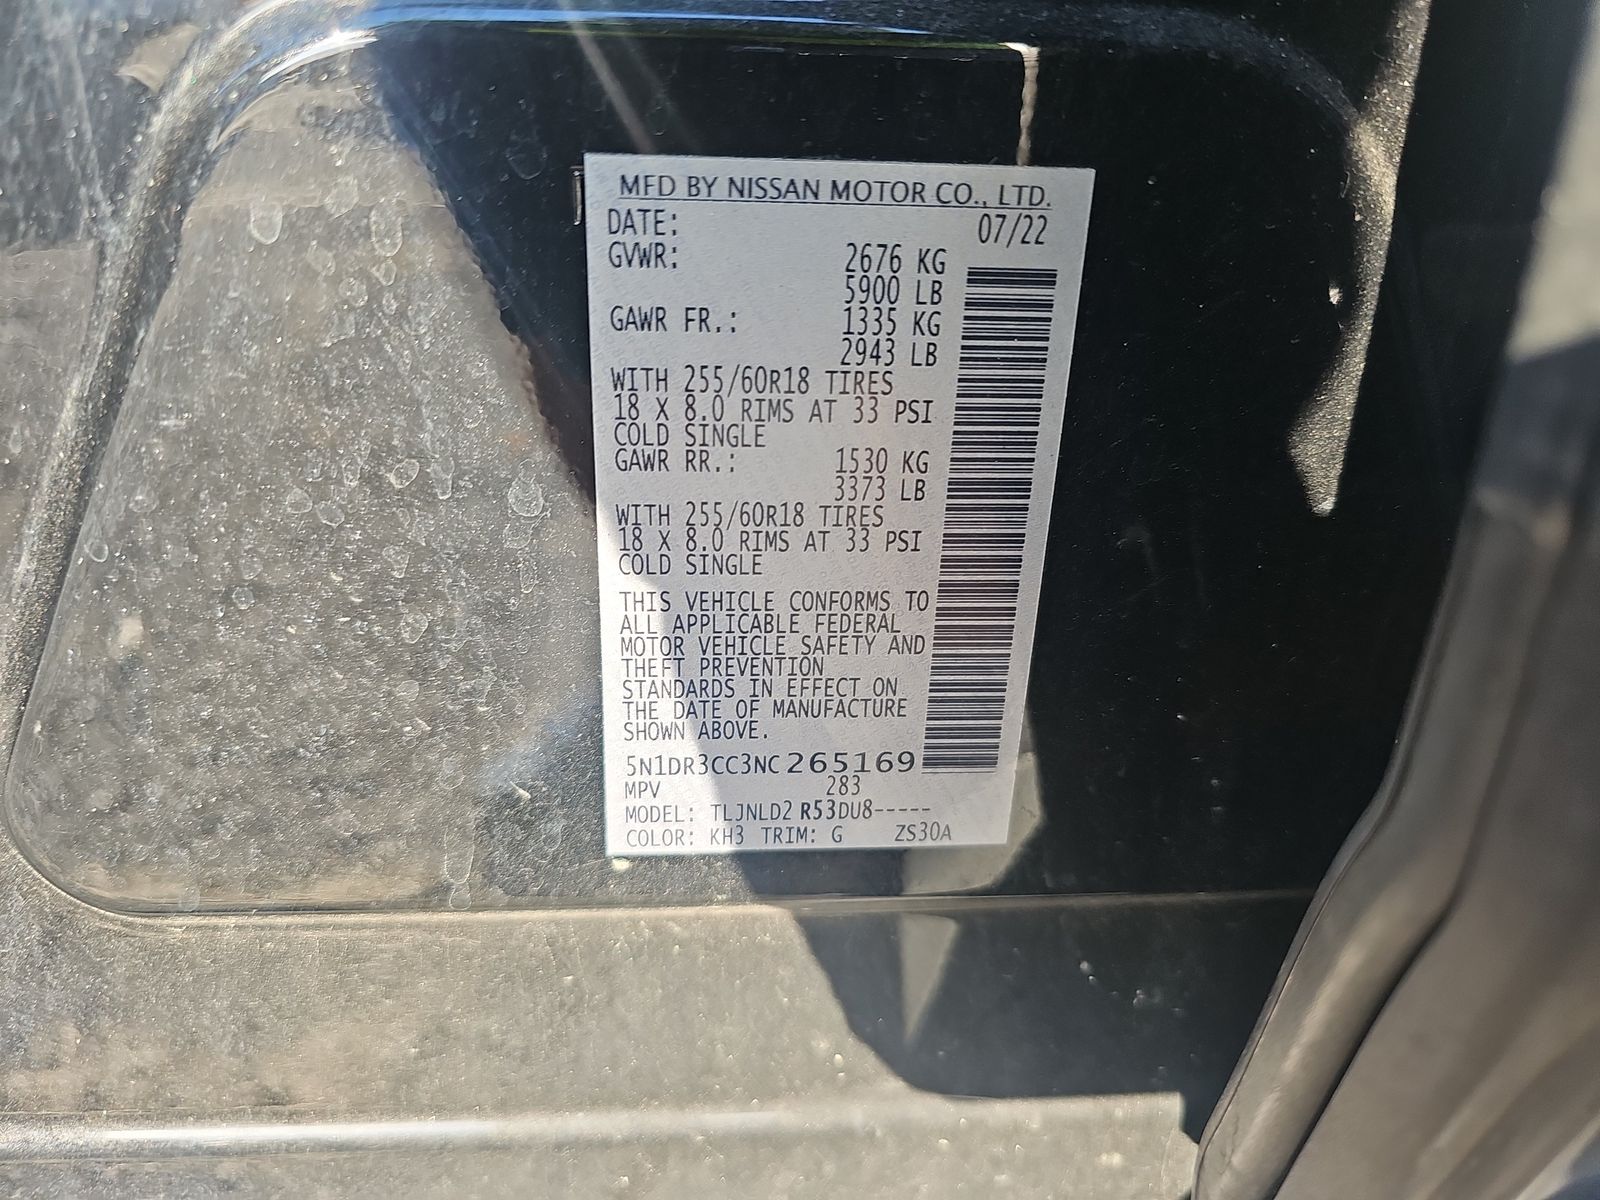 MFD BY NISSAN MOTOR CO., LTD.
DATE: 07/22
GVWR: 2676 KG
5900 LB
GAWR FR.: 1335 KG
2943 LB
WITH 255/60R18 TIRES
18 X 8.0 RIMS AT 33 PSI
COLD SINGLE
GAWR RR.: 1530 KG
3373 LB
WITH 255/60R18 TIRES
18 X 8.0 RIMS AT 33 PSI
COLD SINGLE
THIS VEHICLE CONFORMS TO
ALL APPLICABLE FEDERAL
MOTOR VEHICLE SAFETY AND
THEFT PREVENTION
STANDARDS IN EFFECT ON
THE DATE OF MANUFACTURE
SHOWN ABOVE.
5N1DR3CC3NC265169
MPV 283
MODEL: TLJNLD2 R53DU8-----
COLOR: KH3 TRIM: G ZS30A